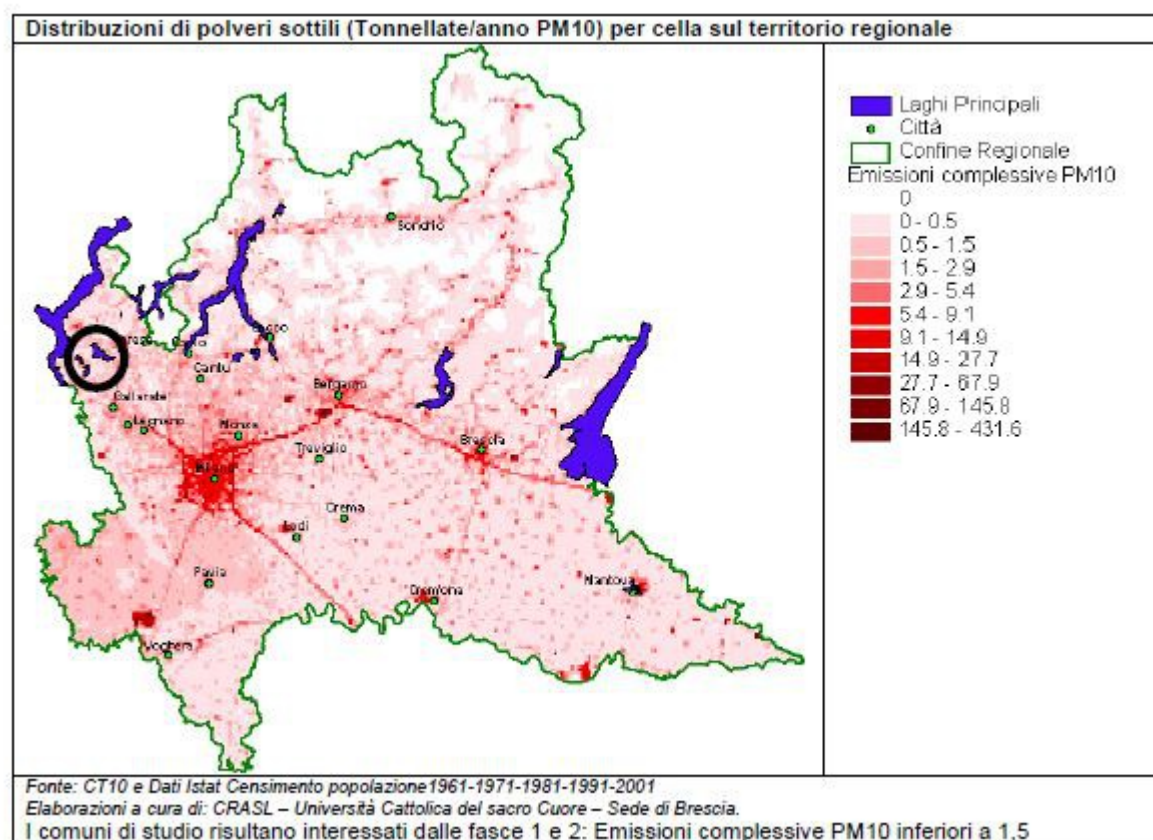 Distribuzioni di polveri sottili (Tonnellate/anno PM10) per cella sul territorio regionale
Laghi Principali
Città
Confine Regionale
Emissioni complessive PM10
0
0 - 0.5
0.5 - 1.5
1.5 - 2.9
2.9 - 5.4
5.4 - 9.1
9.1 - 14.9
14.9 - 27.7
27.7 - 67.9
67.9 - 145.8
145.8 - 431.6
Sondrio
Cantù
Bergamo
Gallarate
Legnano
Monza
Brescia
Treviglio
Milano
Crema
Lodi
Pavia
Cremona
Mantova
Voghera
Fonte: CT10 e Dati Istat Censimento popolazione1961-1971-1981-1991-2001
Elaborazioni a cura di: CRASL – Università Cattolica del sacro Cuore – Sede di Brescia.
I comuni di studio risultano interessati dalle fasce 1 e 2: Emissioni complessive PM10 inferiori a 1.5